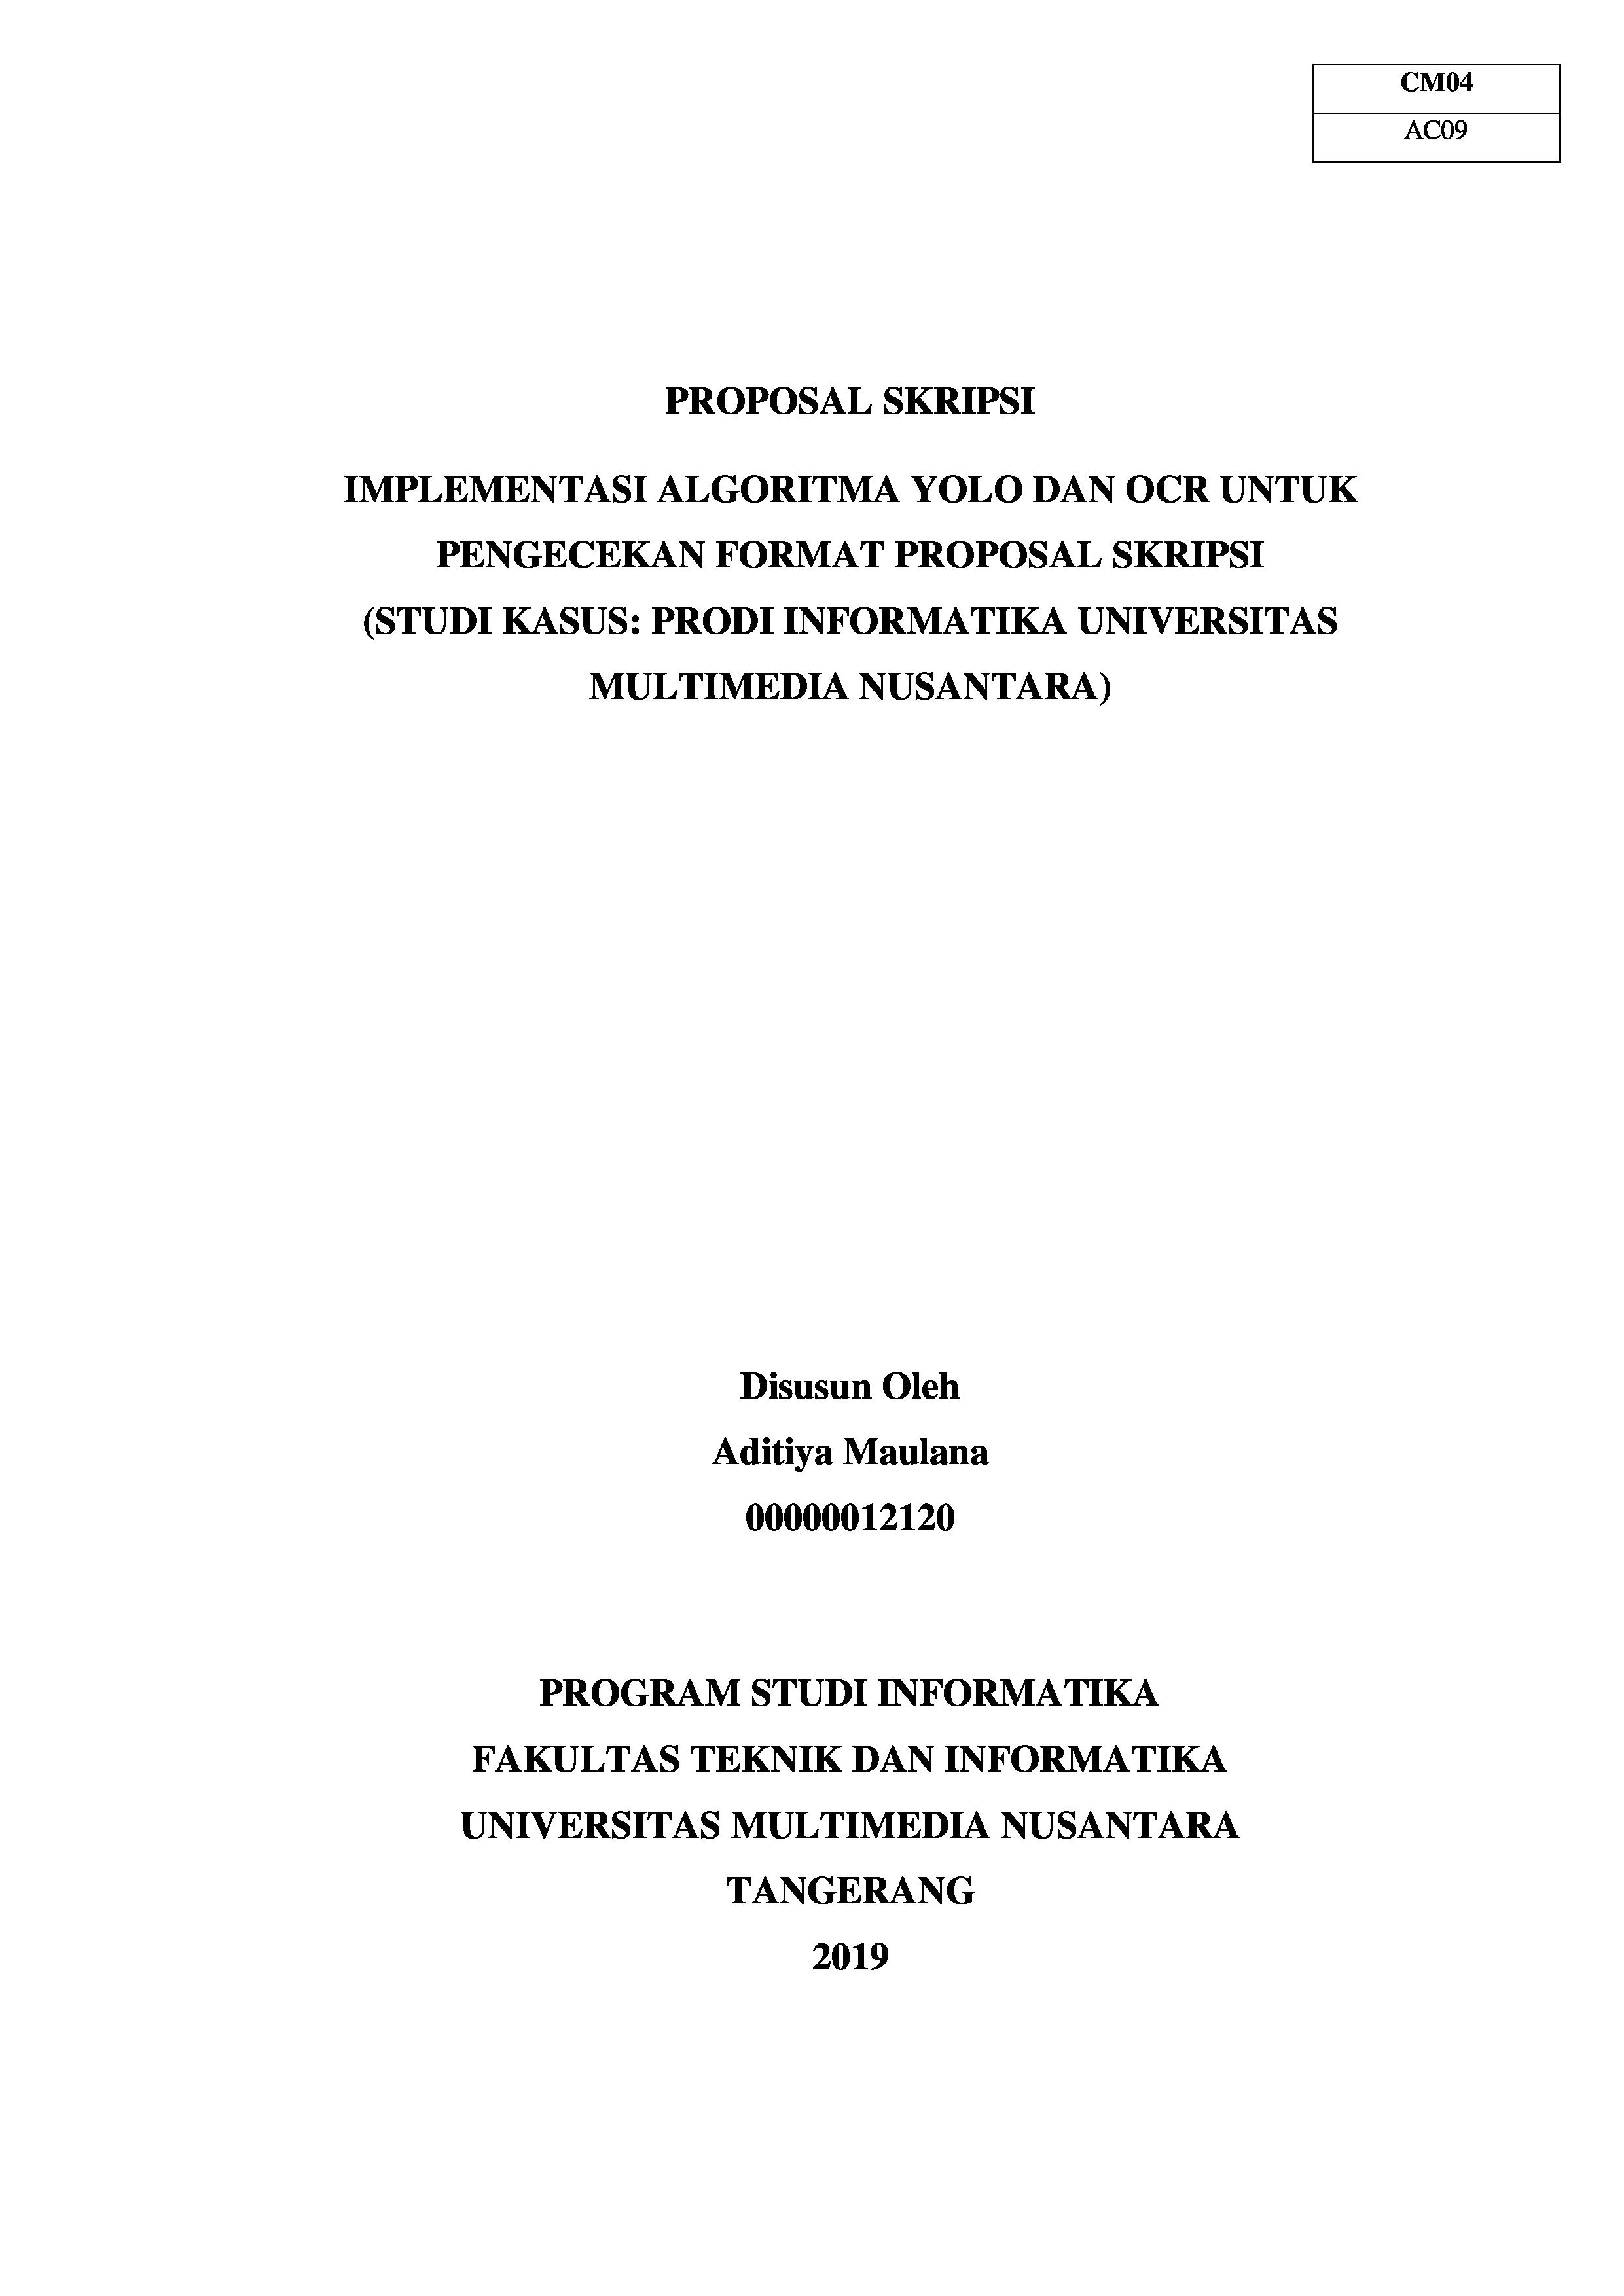 CM04
AC09
PROPOSAL SKRIPSI
IMPLEMENTASI ALGORITMA YOLO DAN OCR UNTUK
PENGECEKAN FORMAT PROPOSAL SKRIPSI
(STUDI KASUS: PRODI INFORMATIKA UNIVERSITAS
MULTIMEDIA NUSANTARA)
Disusun Oleh
Aditiya Maulana
00000012120
PROGRAM STUDI INFORMATIKA
FAKULTAS TEKNIK DAN INFORMATIKA
UNIVERSITAS MULTIMEDIA NUSANTARA
TANGERANG
2019